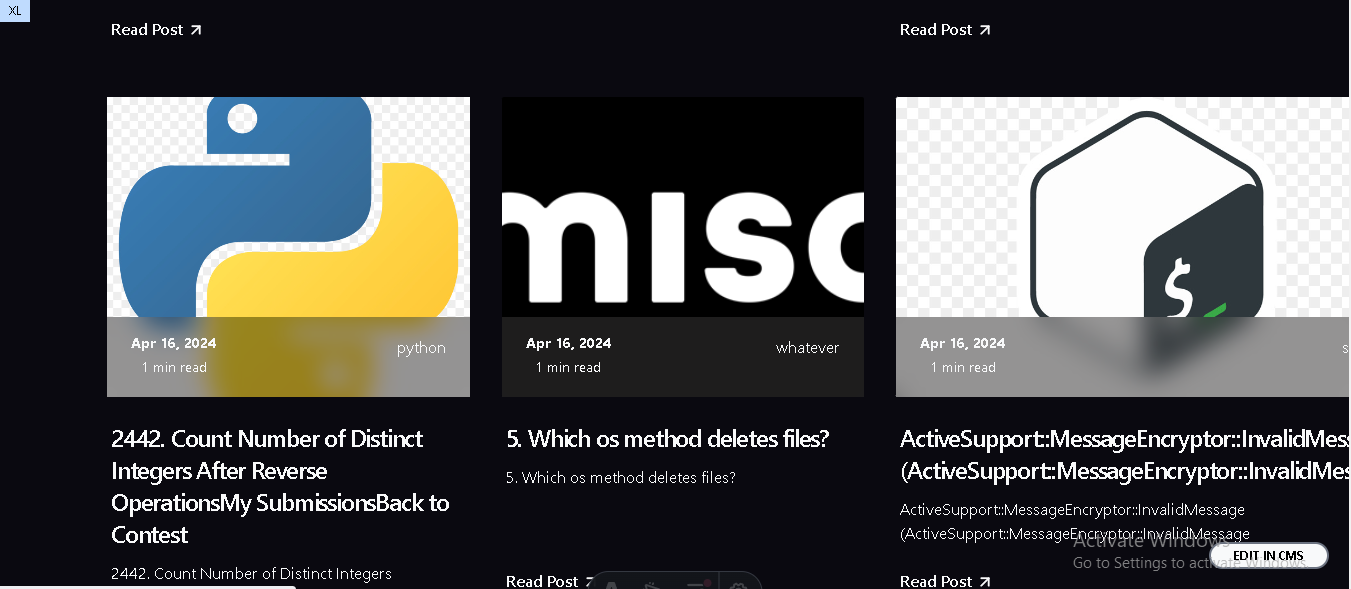 XL
Read Post
Read Post
misc
Apr 16, 2024
python
1 min read
Apr 16, 2024
whatever
1 min read
Apr 16, 2024
s
1 min read
2442. Count Number of Distinct
Integers After Reverse
OperationsMy SubmissionsBack to
Contest
2442. Count Number of Distinct Integers
5. Which os method deletes files?
5. Which os method deletes files?
Read Post
ActiveSupport::MessageEncryptor::InvalidMess
(ActiveSupport::MessageEncryptor::InvalidMes
ActiveSupport::MessageEncryptor::InvalidMessage
(ActiveSupport::MessageEncryptor::InvalidMessage
Read Post
Activate Windows
Go to Settings to activate Windows.
EDIT IN CMS